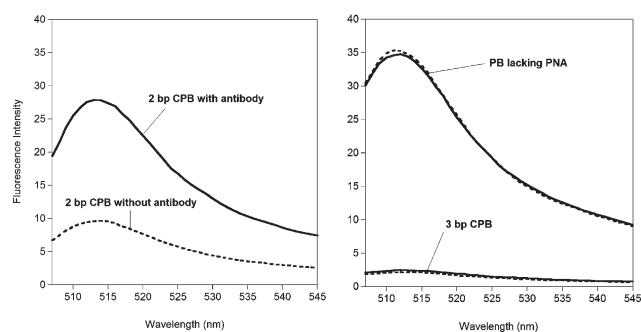 40
35
30
25
20
15
10
5
0
Fluorescence Intensity
2 bp CPB with antibody
2 bp CPB without antibody
510 515 520 525 530 535 540 545
Wavelength (nm)
40
35
30
25
20
15
10
5
0
PB lacking PNA
3 bp CPB
510 515 520 525 530 535 540 545
Wavelength (nm)